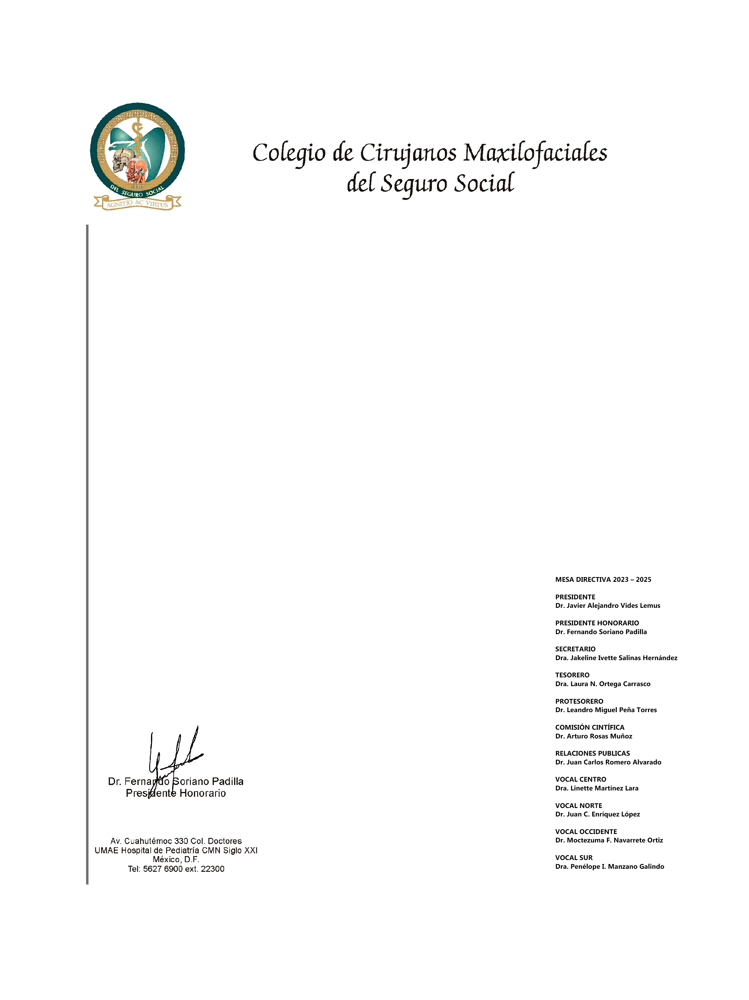 COLEGIO DE CIRUJANOS MAXILOFACIALES
DEL SEGURO SOCIAL
AGNITIO AC VIRTUS
Colegio de Cirujanos Maxilofaciales
del Seguro Social
MESA DIRECTIVA 2023 – 2025
PRESIDENTE
Dr. Javier Alejandro Vides Lemus
PRESIDENTE HONORARIO
Dr. Fernando Soriano Padilla
SECRETARIO
Dra. Jakeline Ivette Salinas Hernández
TESORERO
Dra. Laura N. Ortega Carrasco
PROTESORERO
Dr. Leandro Miguel Peña Torres
COMISIÓN CINTÍFICA
Dr. Arturo Rosas Muñoz
RELACIONES PUBLICAS
Dr. Juan Carlos Romero Alvarado
VOCAL CENTRO
Dra. Linette Martínez Lara
VOCAL NORTE
Dr. Juan C. Enríquez López
VOCAL OCCIDENTE
Dr. Moctezuma F. Navarrete Ortiz
VOCAL SUR
Dra. Penélope I. Manzano Galindo
Dr. Fernando Soriano Padilla
Presidente Honorario
Av. Cuahutémoc 330 Col. Doctores
UMAE Hospital de Pediatría CMN Siglo XXI
México, D.F.
Tel: 5627 6900 ext. 22300